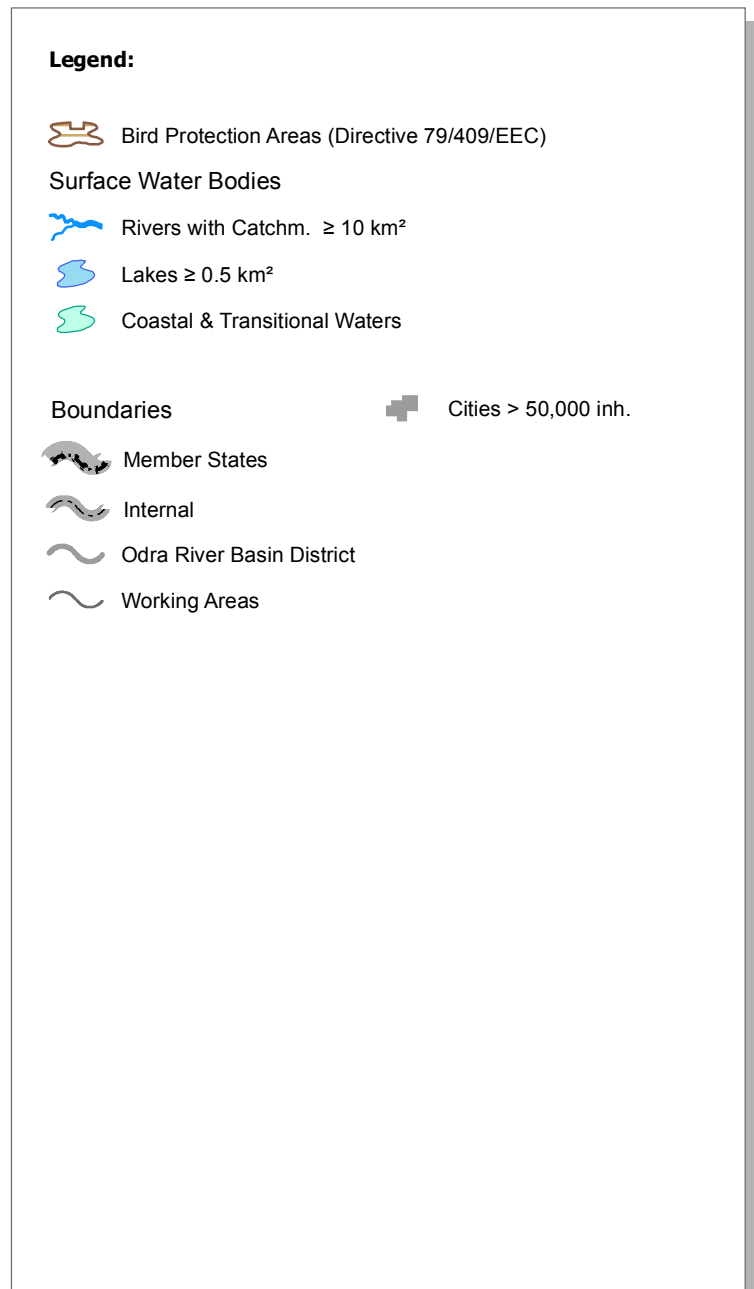 Legend:
Bird Protection Areas (Directive 79/409/EEC)
Surface Water Bodies
Rivers with Catchm.  ≥ 10 km²
Lakes ≥ 0.5 km²
Coastal & Transitional Waters
Boundaries
Cities > 50,000 inh.
Member States
Internal
Odra River Basin District
Working Areas